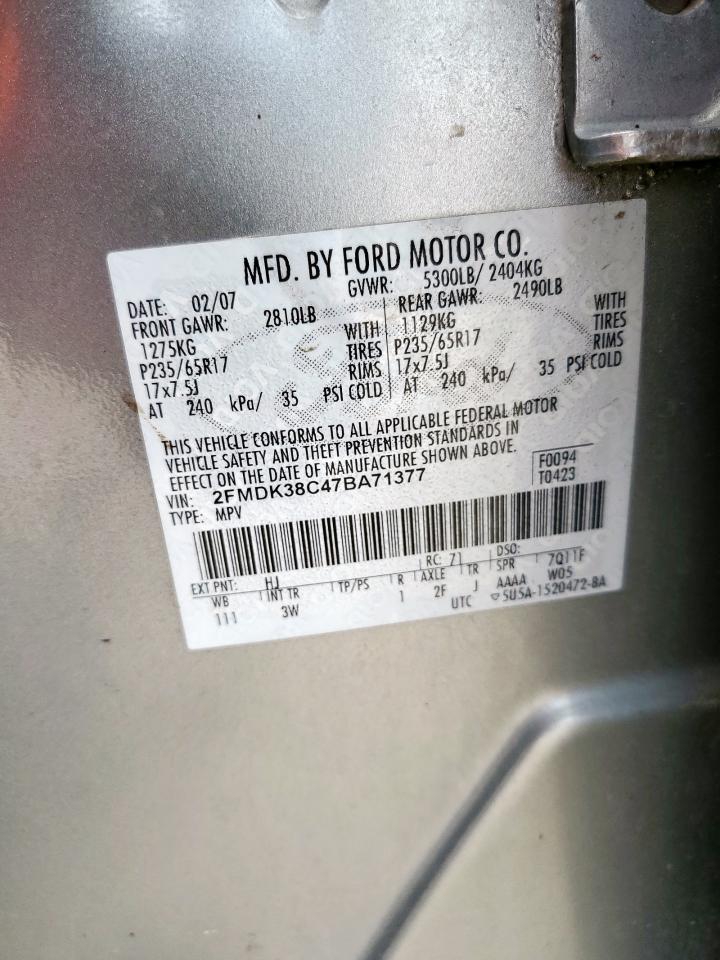 MFD. BY FORD MOTOR CO.
DATE: 02/07 GVWR: 5300LB/ 2404KG
FRONT GAWR: 2810LB REAR GAWR: 2490LB
1275KG WITH 1129KG WITH
P235/65R17 TIRES P235/65R17 TIRES
17x7.5J RIMS 17x7.5J RIMS
AT 240 kPa/ 35 PSI COLD AT 240 kPa/ 35 PSI COLD
THIS VEHICLE CONFORMS TO ALL APPLICABLE FEDERAL MOTOR
VEHICLE SAFETY AND THEFT PREVENTION STANDARDS IN
EFFECT ON THE DATE OF MANUFACTURE SHOWN ABOVE.
VIN: 2FMDK38C47BA71377 F0094
TYPE: MPV T0423
EXT PNT: HJ RC: 71 DSO:
WB INT TR TP/PS R AXLE TR SPR 7Q11F
111 3W 1 2F J AAAA W05
UTC ▽5U5A-1520472-BA